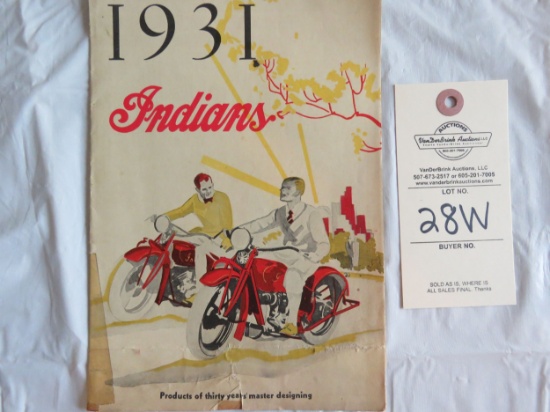 1931
Indians
Products of thirty years master designing
AUCTIONS
VanDerBrink Auctions, LLC
VanDerBrink Auctions, LLC
507-673-2517 or 605-201-7005
www.vanderbrinkauctions.com
LOT NO.
28W
BUYER NO.
SOLD AS IS, WHERE IS
ALL SALES FINAL. Thanks